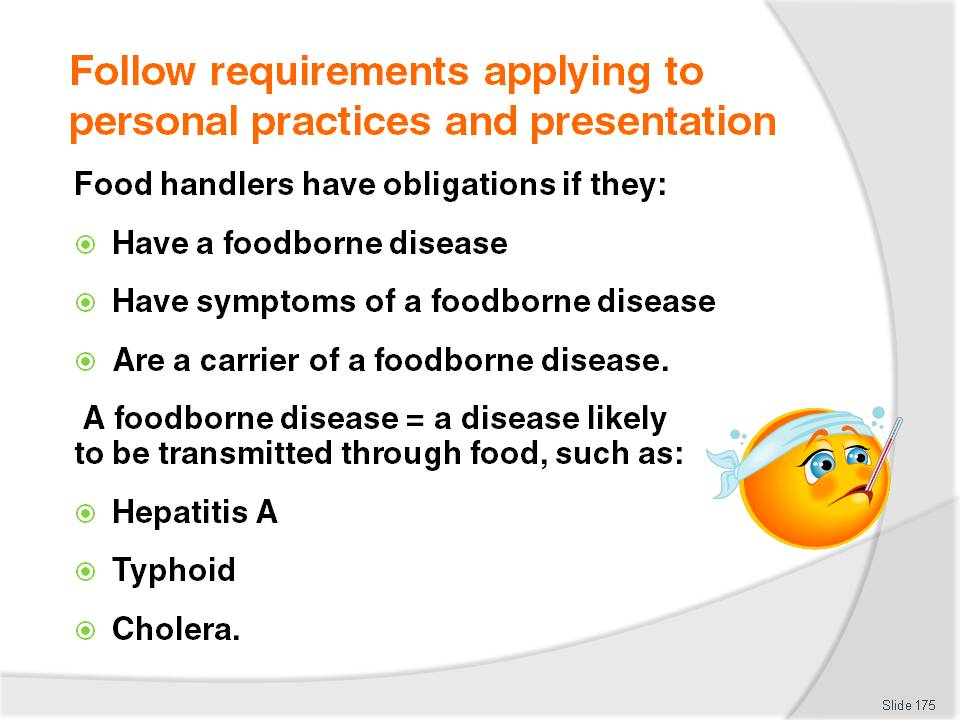 Follow requirements applying to
personal practices and presentation
Food handlers have obligations if they:
Have a foodborne disease
Have symptoms of a foodborne disease
Are a carrier of a foodborne disease.
A foodborne disease = a disease likely
to be transmitted through food, such as:
Hepatitis A
Typhoid
Cholera.
Slide 175